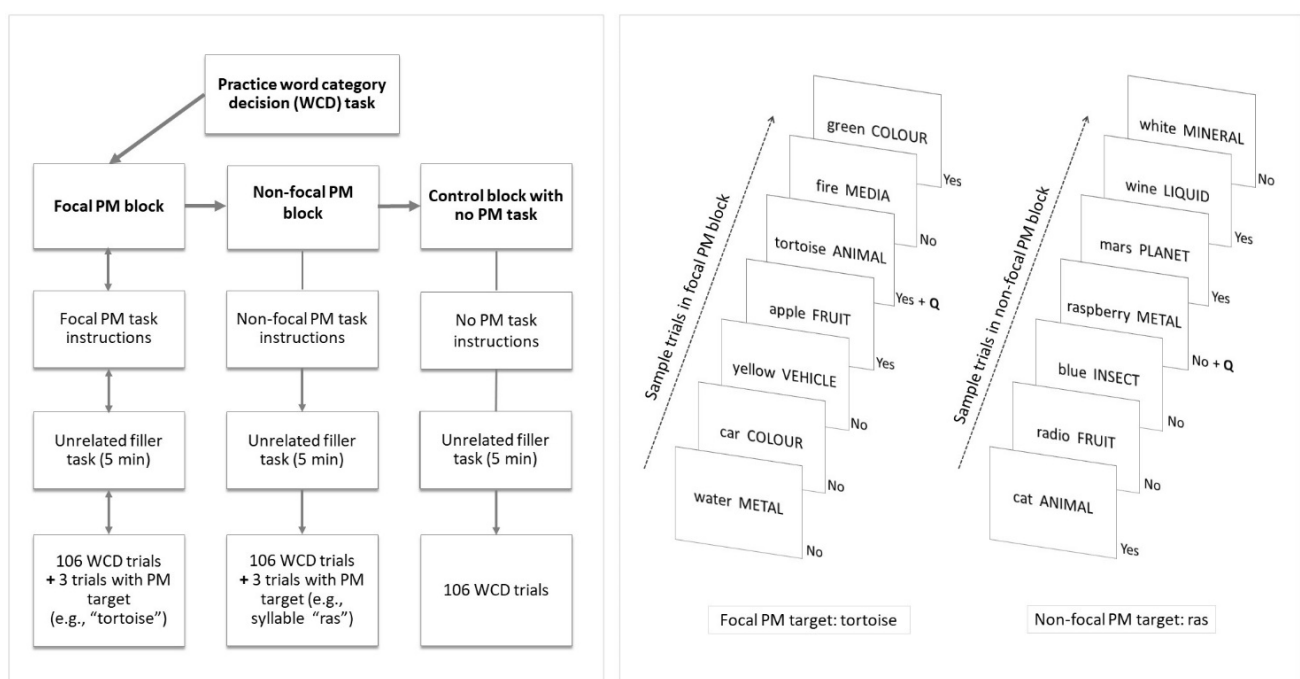 Practice word category
decision (WCD) task
Focal PM block
Non-focal PM
block
Control block with
no PM task
Focal PM task
instructions
Non-focal PM task
instructions
No PM task
instructions
Unrelated filler
task (5 min)
Unrelated filler
task (5 min)
Unrelated filler
task (5 min)
106 WCD trials
+ 3 trials with PM
target
(e.g., “tortoise”)
106 WCD trials
+ 3 trials with PM
target (e.g.,
syllable “ras”)
106 WCD trials
Sample trials in focal PM block
green COLOUR
Yes
fire MEDIA
No
tortoise ANIMAL
Yes + Q
apple FRUIT
Yes
yellow VEHICLE
No
car COLOUR
No
water METAL
No
Focal PM target: tortoise
Sample trials in non-focal PM block
white MINERAL
No
wine LIQUID
Yes
mars PLANET
Yes
raspberry METAL
No + Q
blue INSECT
No
radio FRUIT
No
cat ANIMAL
Yes
Non-focal PM target: ras